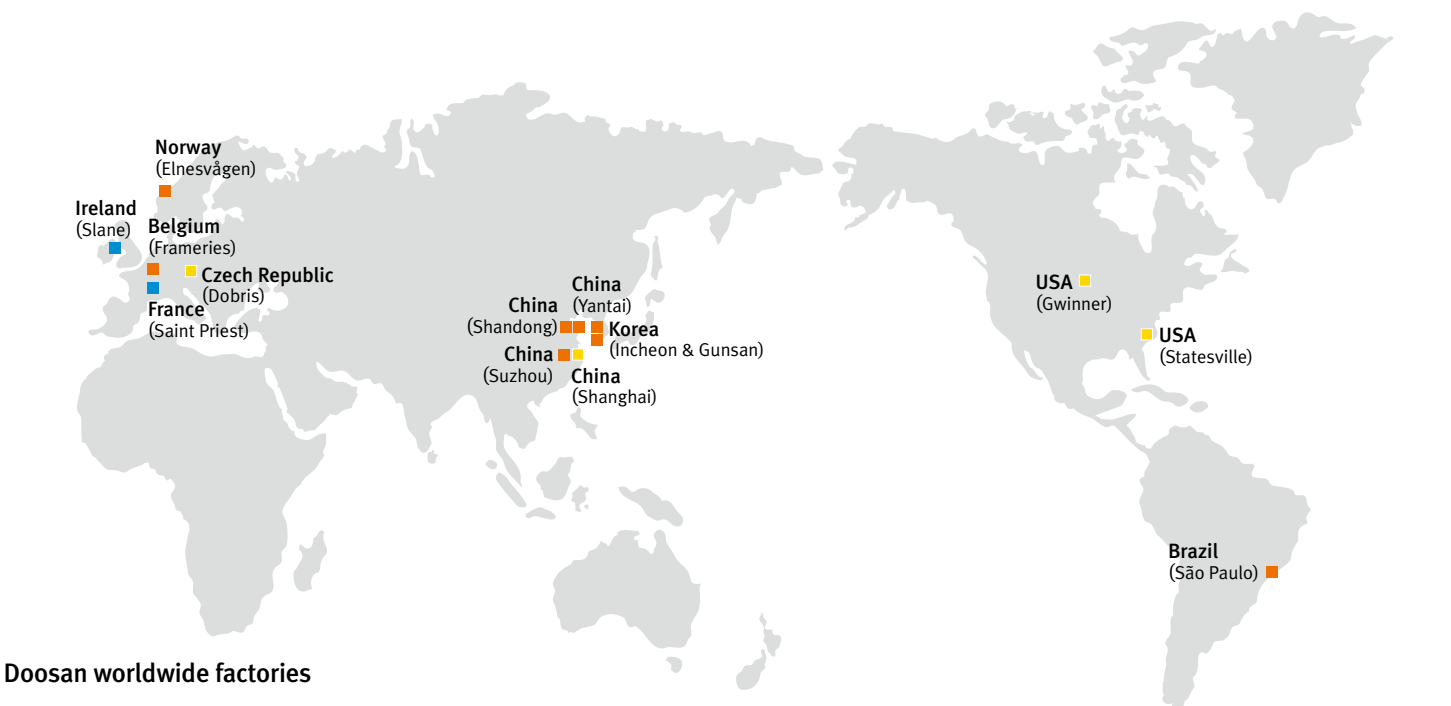 Norway
(Elnesvågen)
Ireland
(Slane)
Belgium
(Frameries)
Czech Republic
(Dobris)
France
(Saint Priest)
China
(Yantai)
China
(Shandong)
Korea
(Incheon & Gunsan)
China
(Suzhou)
China
(Shanghai)
USA
(Gwinner)
USA
(Statesville)
Brazil
(São Paulo)
Doosan worldwide factories